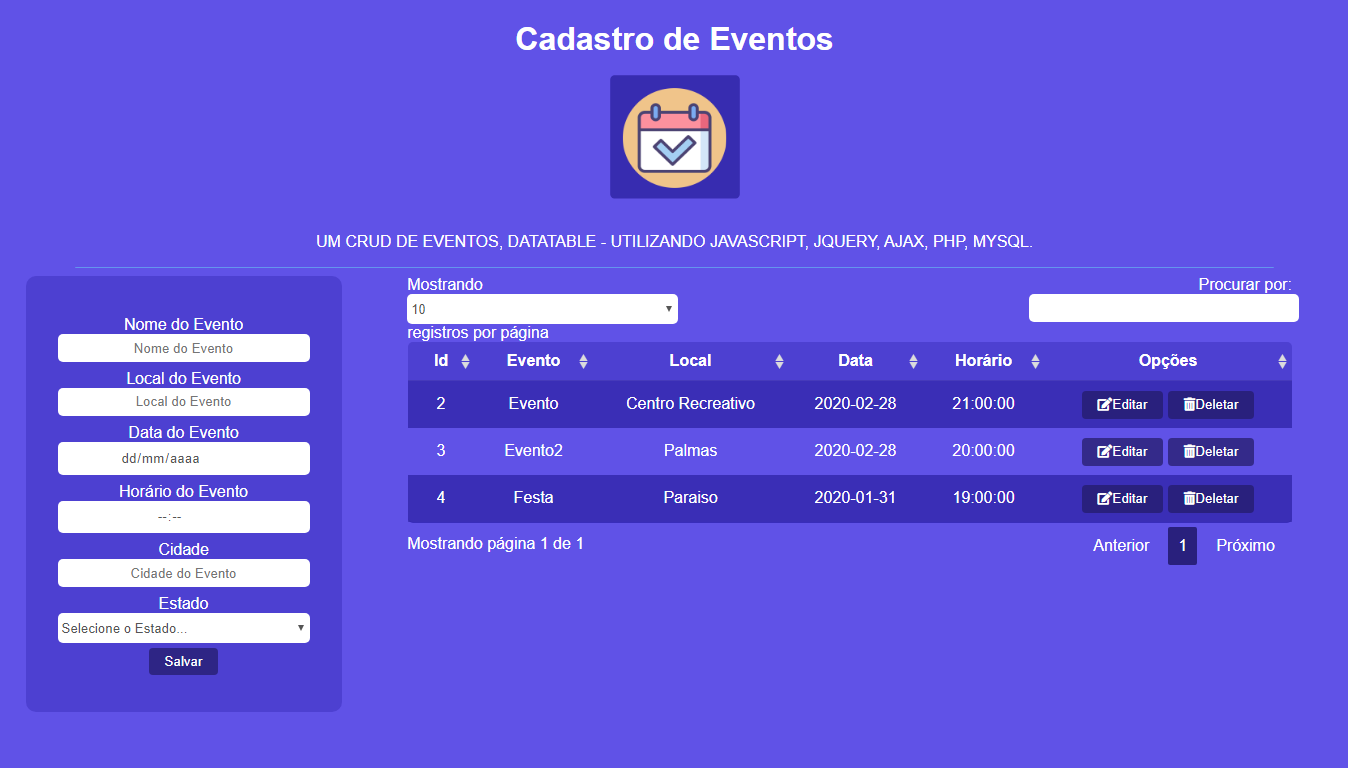 Cadastro de Eventos
UM CRUD DE EVENTOS, DATATABLE - UTILIZANDO JAVASCRIPT, JQUERY, AJAX, PHP, MYSQL.
Nome do Evento
Nome do Evento
Local do Evento
Local do Evento
Data do Evento
dd/mm/aaaa
Horário do Evento
--:--
Cidade
Cidade do Evento
Estado
Selecione o Estado...
Salvar
Mostrando
10
registros por página
Procurar por:
Id Evento Local Data Horário Opções
2 Evento Centro Recreativo 2020-02-28 21:00:00 Editar Deletar
3 Evento2 Palmas 2020-02-28 20:00:00 Editar Deletar
4 Festa Paraiso 2020-01-31 19:00:00 Editar Deletar
Mostrando página 1 de 1
Anterior 1 Próximo